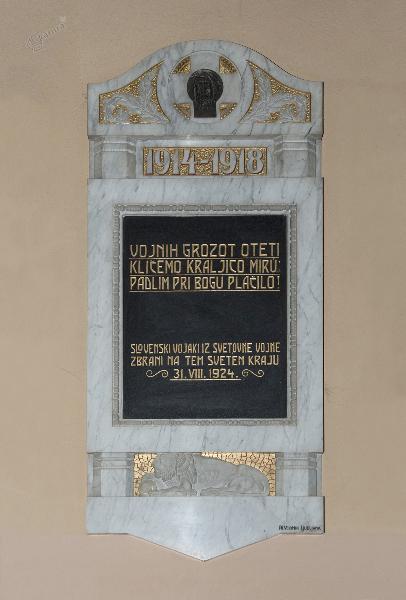 1914-1918
VOJNIH GROZOT OTETI
KLIČEMO KRALJICO MIRU:
PADLIM PRI BOGU PLAČILO!
SLOVENSKI VOJAKI IZ SVETOVNE VOJNE
ZBRANI NA TEM SVETEM KRAJU
31. VIII. 1924.